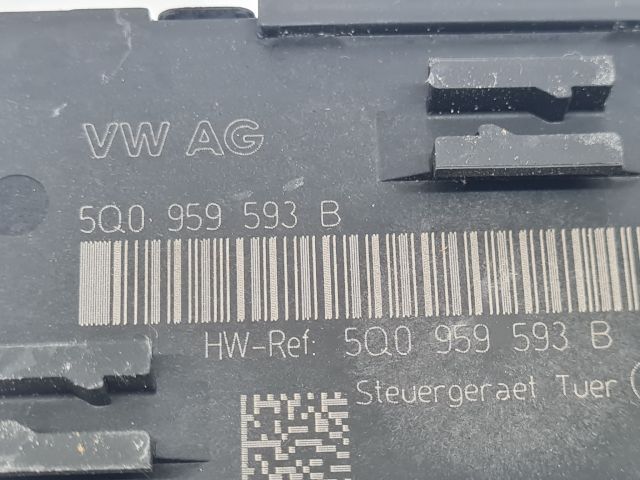 VW AG
5Q0 959 593 B
HW-Ref: 5Q0 959 593 B
Steuergeraet Tuer